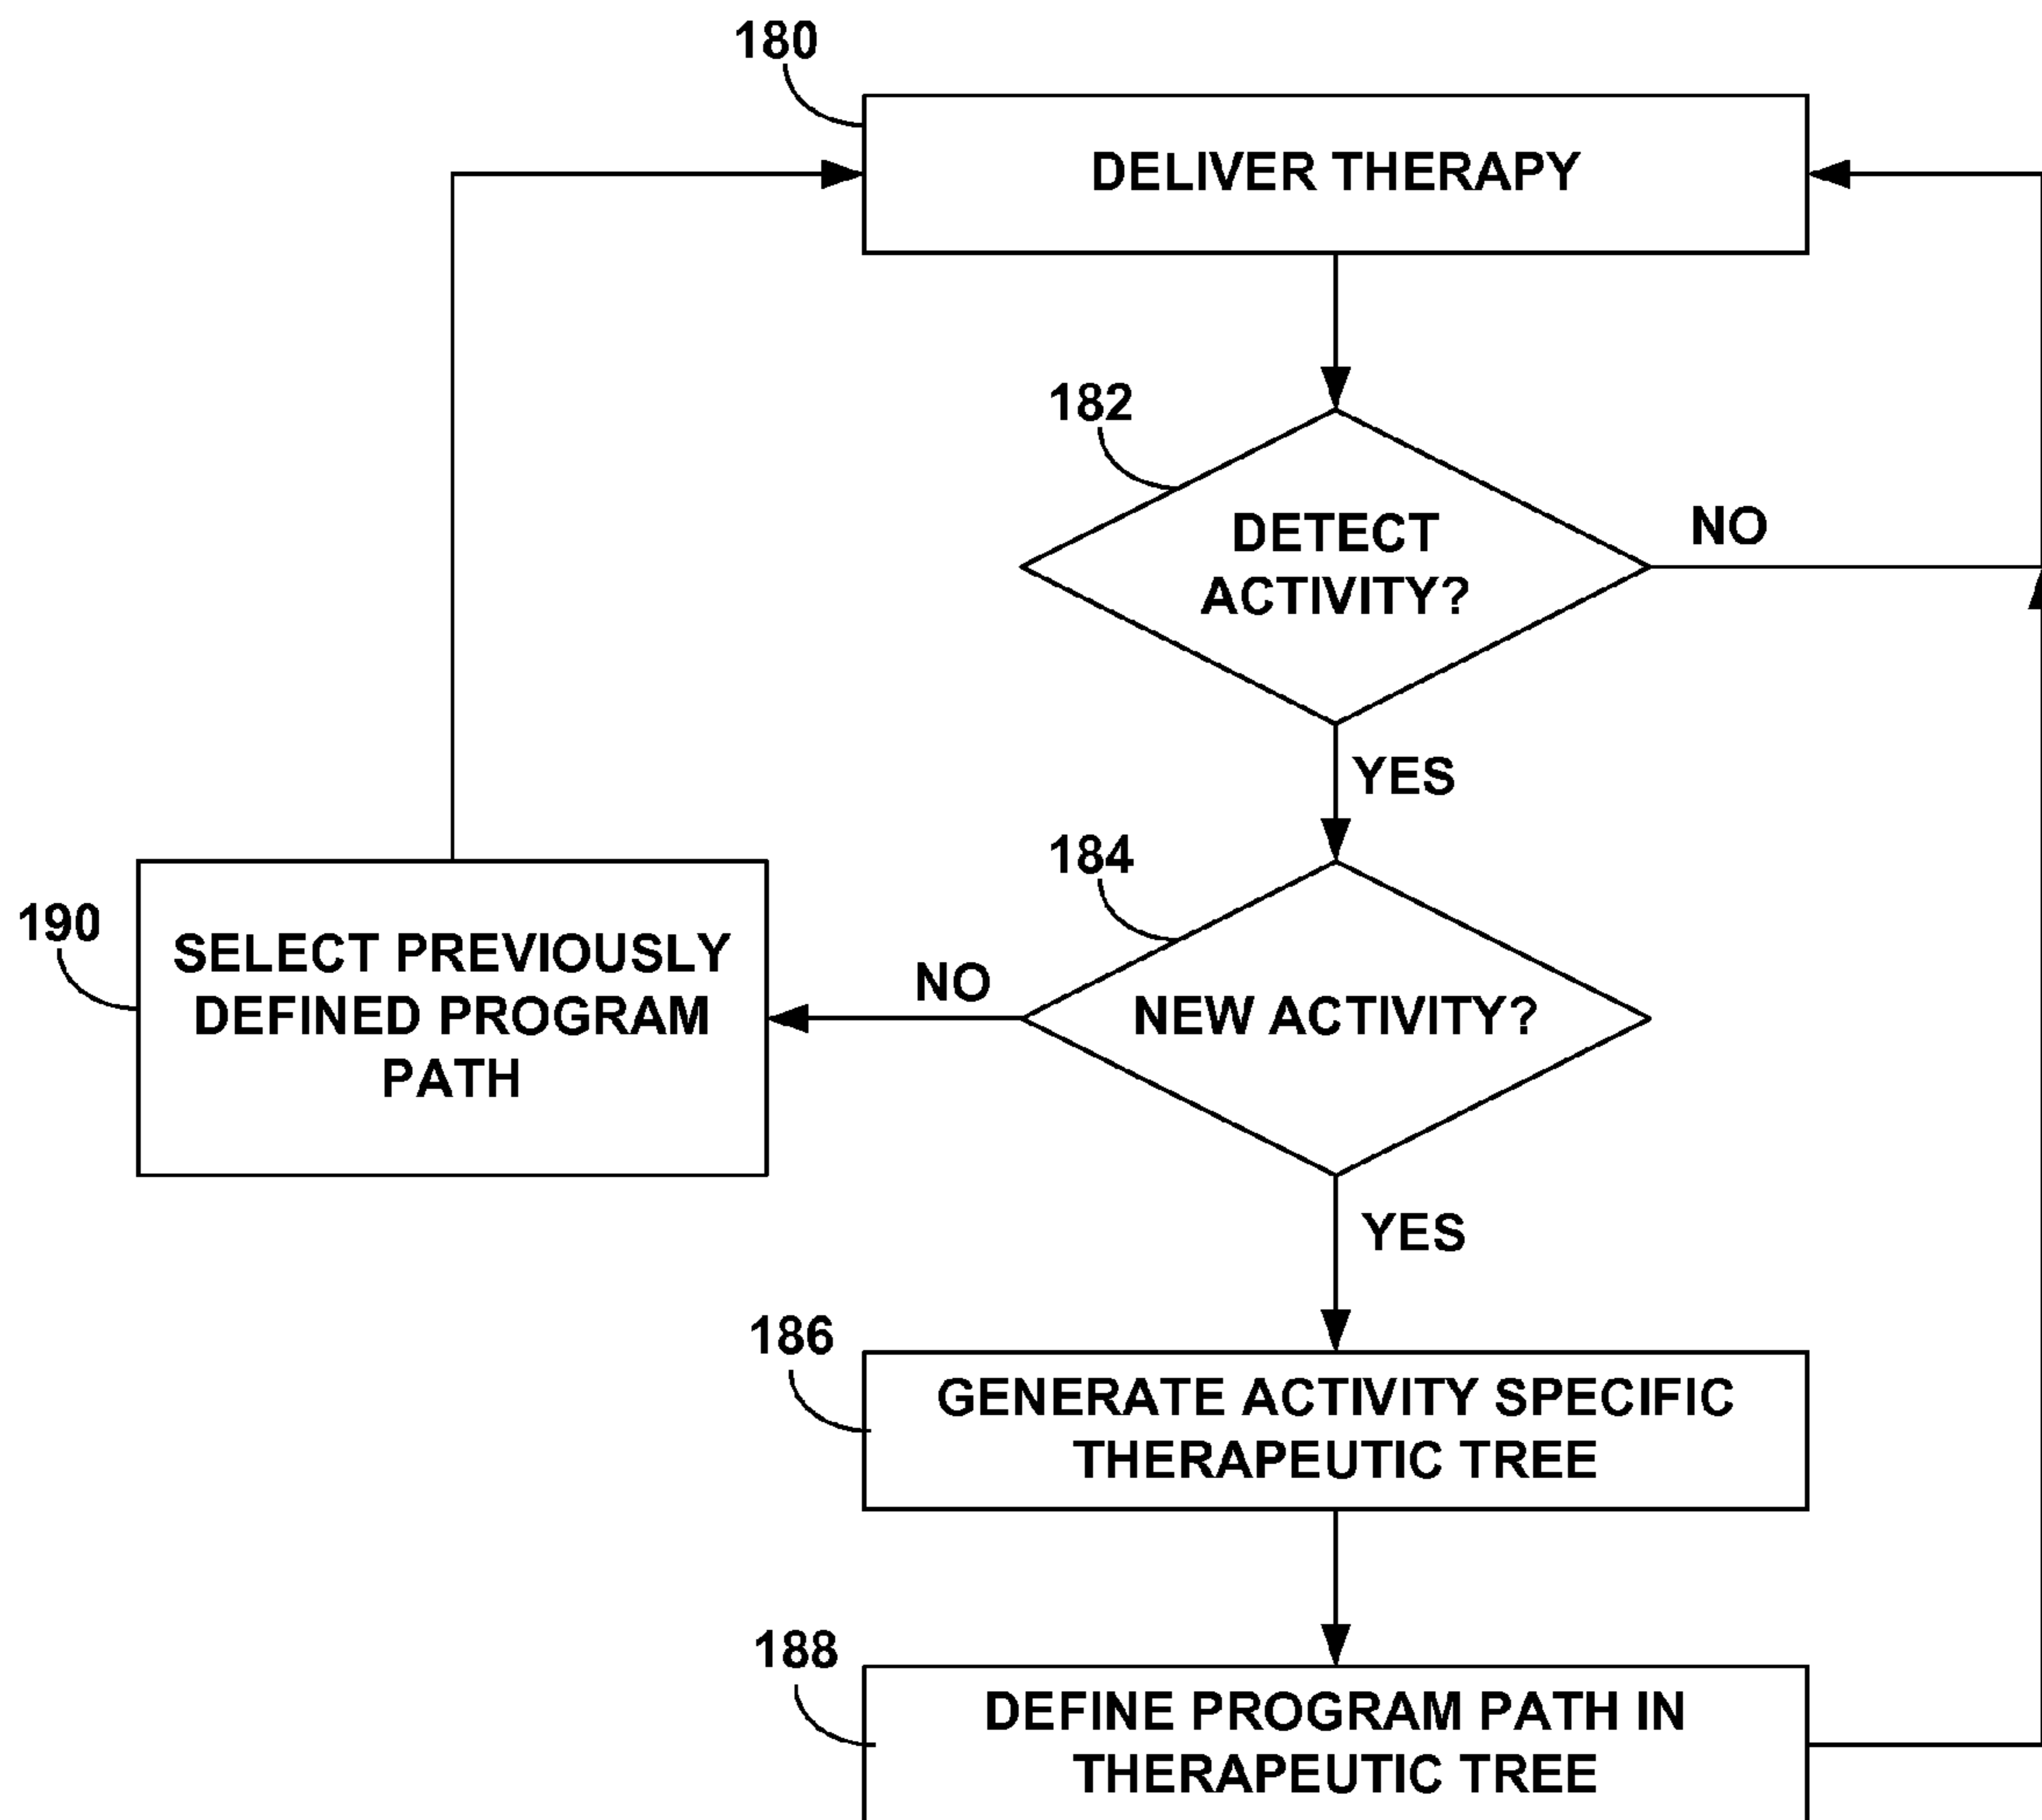 180
DELIVER THERAPY
182
DETECT
ACTIVITY?
NO
YES
184
NEW ACTIVITY?
NO
190
SELECT PREVIOUSLY
DEFINED PROGRAM
PATH
YES
186
GENERATE ACTIVITY SPECIFIC
THERAPEUTIC TREE
188
DEFINE PROGRAM PATH IN
THERAPEUTIC TREE